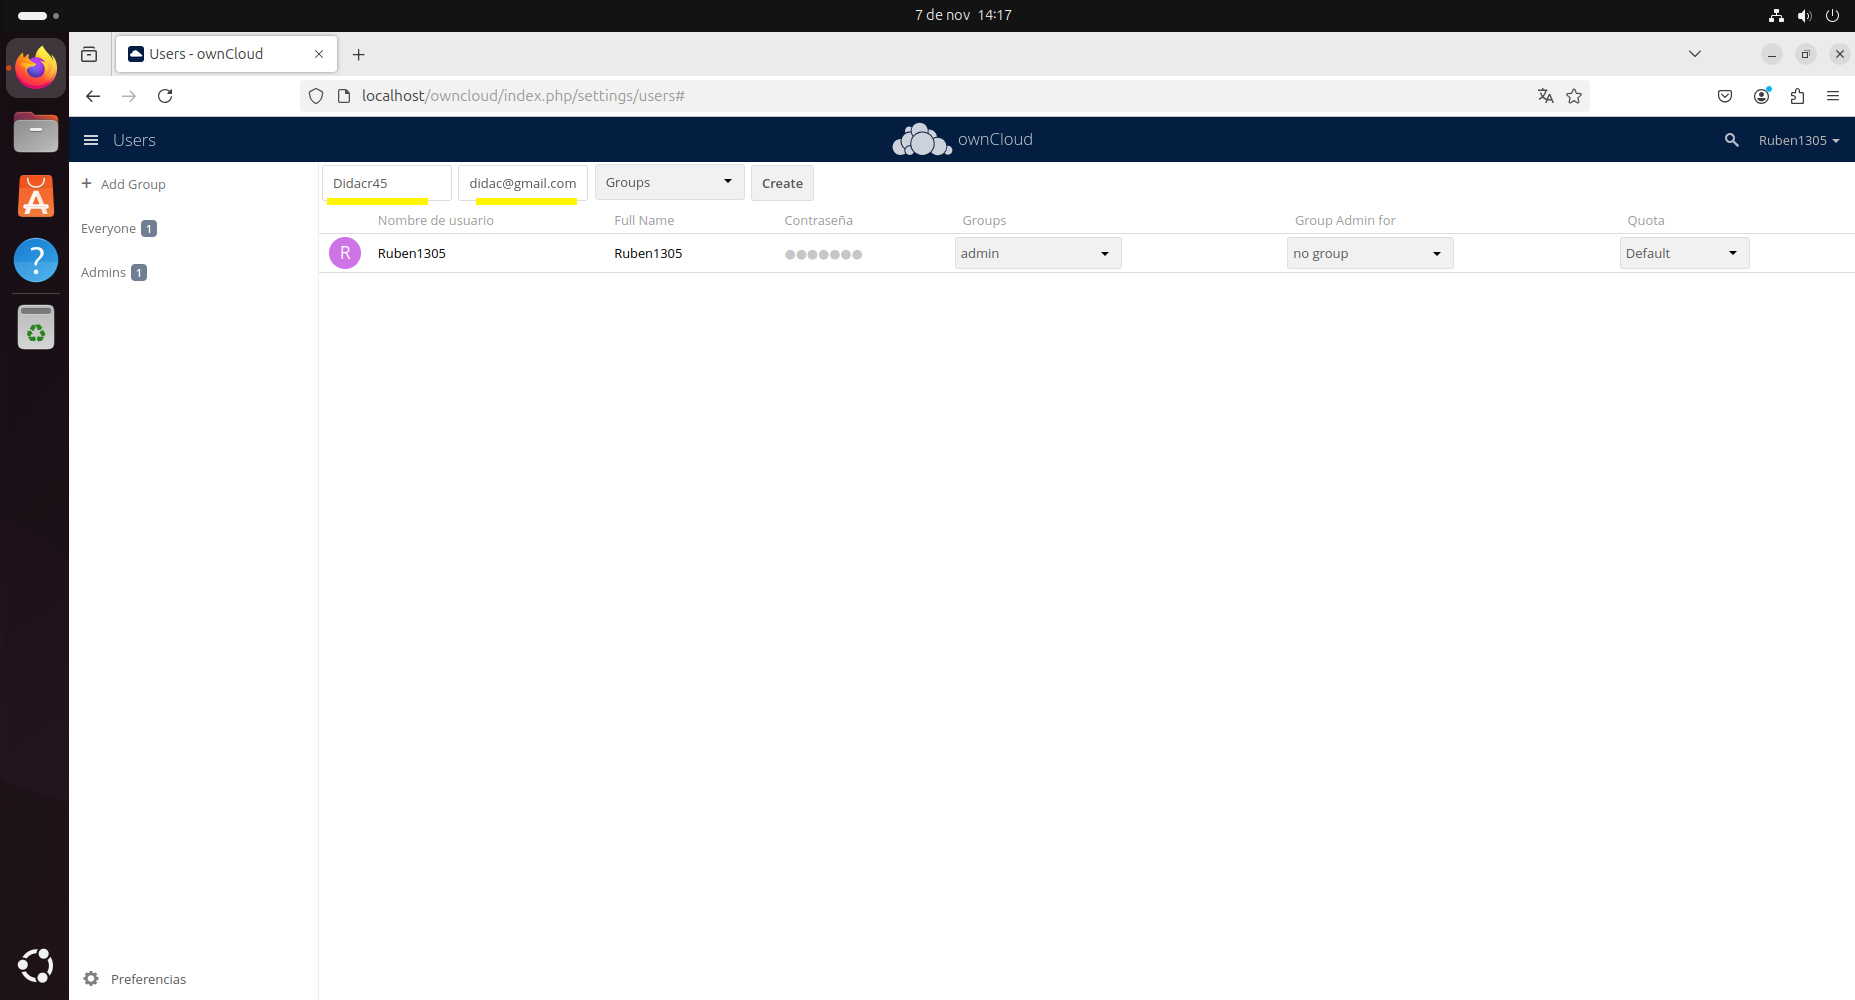 7 de nov 14:17
Users - ownCloud
localhost/owncloud/index.php/settings/users#
Users
ownCloud
Ruben1305
+ Add Group
Didacr45
didac@gmail.com
Groups
Create
Everyone 1
Admins 1
Nombre de usuario
Full Name
Contraseña
Groups
Group Admin for
Quota
R
Ruben1305
Ruben1305
admin
no group
Default
Preferencias